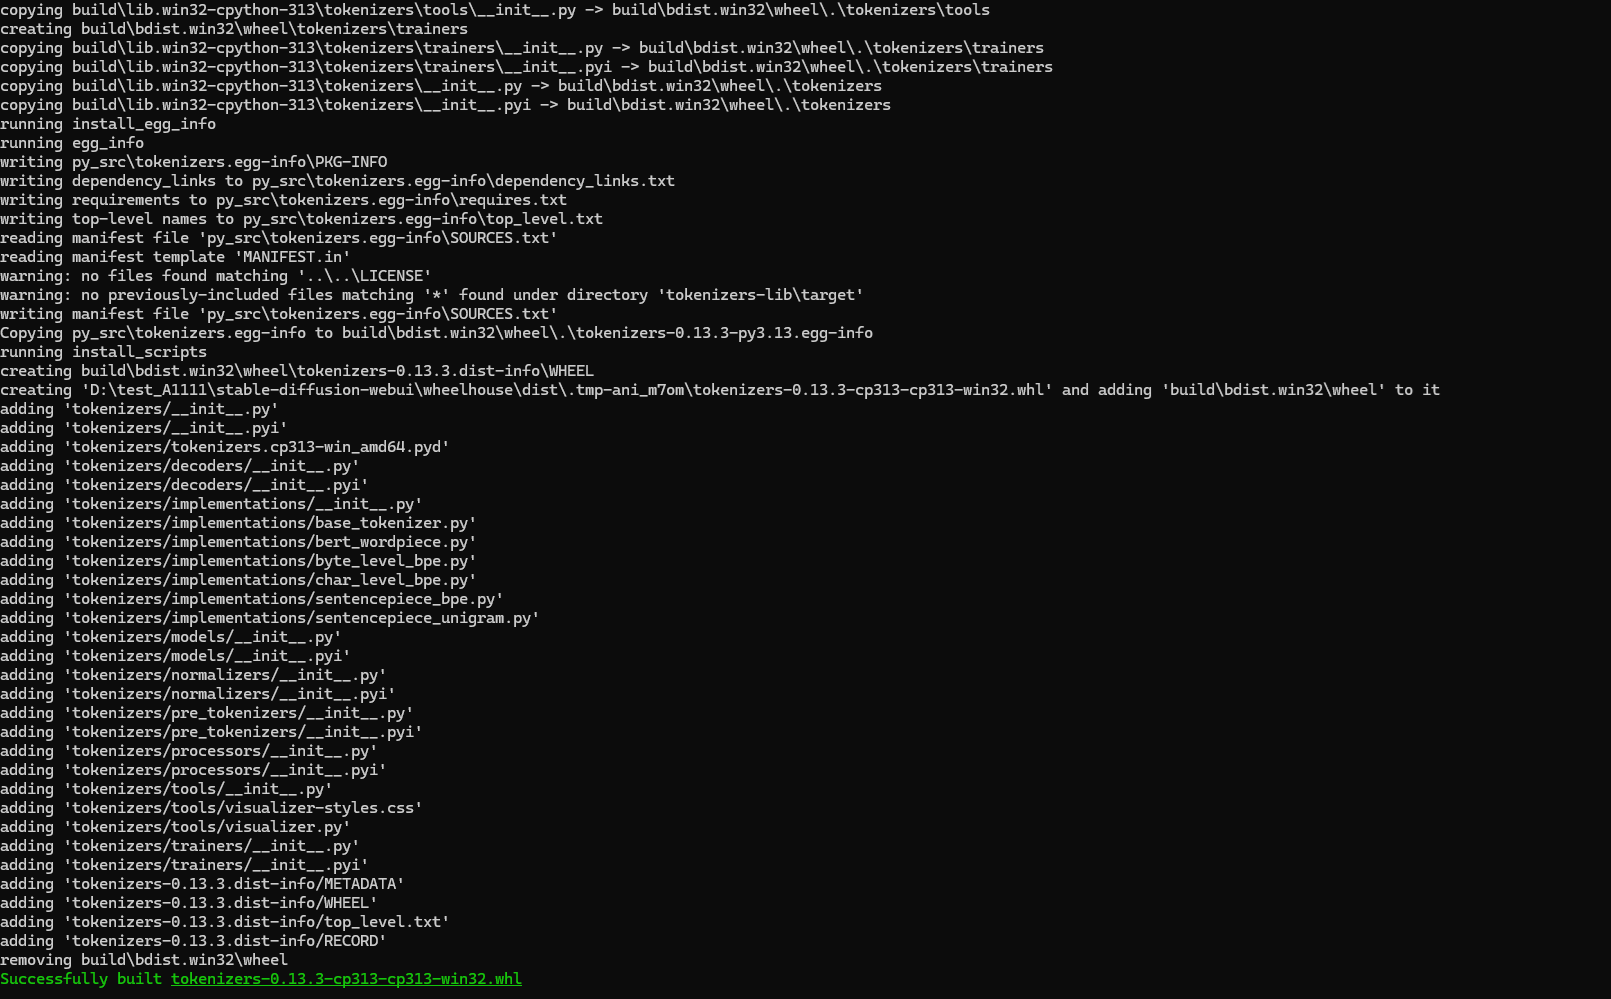 copying build\lib.win32-cpython-313\tokenizers\tools\__init__.py -> build\bdist.win32\wheel\.\tokenizers\tools
creating build\bdist.win32\wheel\tokenizers\trainers
copying build\lib.win32-cpython-313\tokenizers\trainers\__init__.py -> build\bdist.win32\wheel\.\tokenizers\trainers
copying build\lib.win32-cpython-313\tokenizers\trainers\__init__.pyi -> build\bdist.win32\wheel\.\tokenizers\trainers
copying build\lib.win32-cpython-313\tokenizers\__init__.py -> build\bdist.win32\wheel\.\tokenizers
copying build\lib.win32-cpython-313\tokenizers\__init__.pyi -> build\bdist.win32\wheel\.\tokenizers
running install_egg_info
running egg_info
writing py_src\tokenizers.egg-info\PKG-INFO
writing dependency_links to py_src\tokenizers.egg-info\dependency_links.txt
writing requirements to py_src\tokenizers.egg-info\requires.txt
writing top-level names to py_src\tokenizers.egg-info\top_level.txt
reading manifest file 'py_src\tokenizers.egg-info\SOURCES.txt'
reading manifest template 'MANIFEST.in'
warning: no files found matching '..\..\LICENSE'
warning: no previously-included files matching '*' found under directory 'tokenizers-lib\target'
writing manifest file 'py_src\tokenizers.egg-info\SOURCES.txt'
Copying py_src\tokenizers.egg-info to build\bdist.win32\wheel\.\tokenizers-0.13.3-py3.13.egg-info
running install_scripts
creating build\bdist.win32\wheel\tokenizers-0.13.3.dist-info\WHEEL
creating 'D:\test_A1111\stable-diffusion-webui\wheelhouse\dist\.tmp-ani_m7om\tokenizers-0.13.3-cp313-cp313-win32.whl' and adding 'build\bdist.win32\wheel' to it
adding 'tokenizers/__init__.py'
adding 'tokenizers/__init__.pyi'
adding 'tokenizers/tokenizers.cp313-win_amd64.pyd'
adding 'tokenizers/decoders/__init__.py'
adding 'tokenizers/decoders/__init__.pyi'
adding 'tokenizers/implementations/__init__.py'
adding 'tokenizers/implementations/base_tokenizer.py'
adding 'tokenizers/implementations/bert_wordpiece.py'
adding 'tokenizers/implementations/byte_level_bpe.py'
adding 'tokenizers/implementations/char_level_bpe.py'
adding 'tokenizers/implementations/sentencepiece_bpe.py'
adding 'tokenizers/implementations/sentencepiece_unigram.py'
adding 'tokenizers/models/__init__.py'
adding 'tokenizers/models/__init__.pyi'
adding 'tokenizers/normalizers/__init__.py'
adding 'tokenizers/normalizers/__init__.pyi'
adding 'tokenizers/pre_tokenizers/__init__.py'
adding 'tokenizers/pre_tokenizers/__init__.pyi'
adding 'tokenizers/processors/__init__.py'
adding 'tokenizers/processors/__init__.pyi'
adding 'tokenizers/tools/__init__.py'
adding 'tokenizers/tools/visualizer-styles.css'
adding 'tokenizers/tools/visualizer.py'
adding 'tokenizers/trainers/__init__.py'
adding 'tokenizers/trainers/__init__.pyi'
adding 'tokenizers-0.13.3.dist-info/METADATA'
adding 'tokenizers-0.13.3.dist-info/WHEEL'
adding 'tokenizers-0.13.3.dist-info/top_level.txt'
adding 'tokenizers-0.13.3.dist-info/RECORD'
removing build\bdist.win32\wheel
Successfully built tokenizers-0.13.3-cp313-cp313-win32.whl